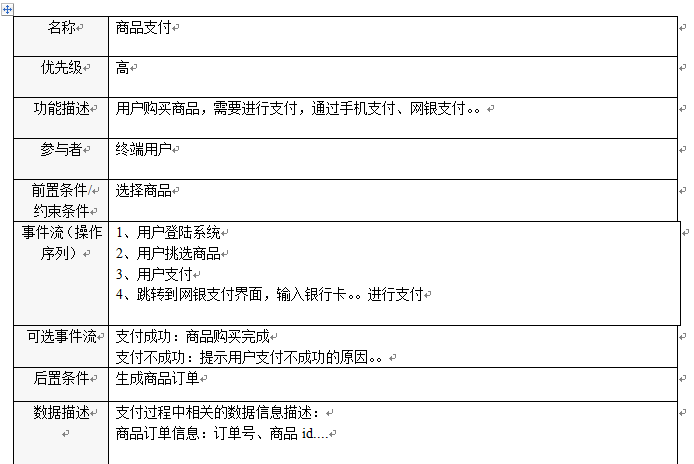 名称 商品支付
优先级 高
功能描述 用户购买商品，需要进行支付，通过手机支付、网银支付。。
参与者 终端用户
前置条件/ 选择商品
约束条件
事件流（操作 1、用户登陆系统
序列） 2、用户挑选商品
3、用户支付
4、跳转到网银支付界面，输入银行卡。。进行支付
可选事件流 支付成功：商品购买完成
支付不成功：提示用户支付不成功的原因。。
后置条件 生成商品订单
数据描述 支付过程中相关的数据信息描述：
商品订单信息：订单号、商品 id....